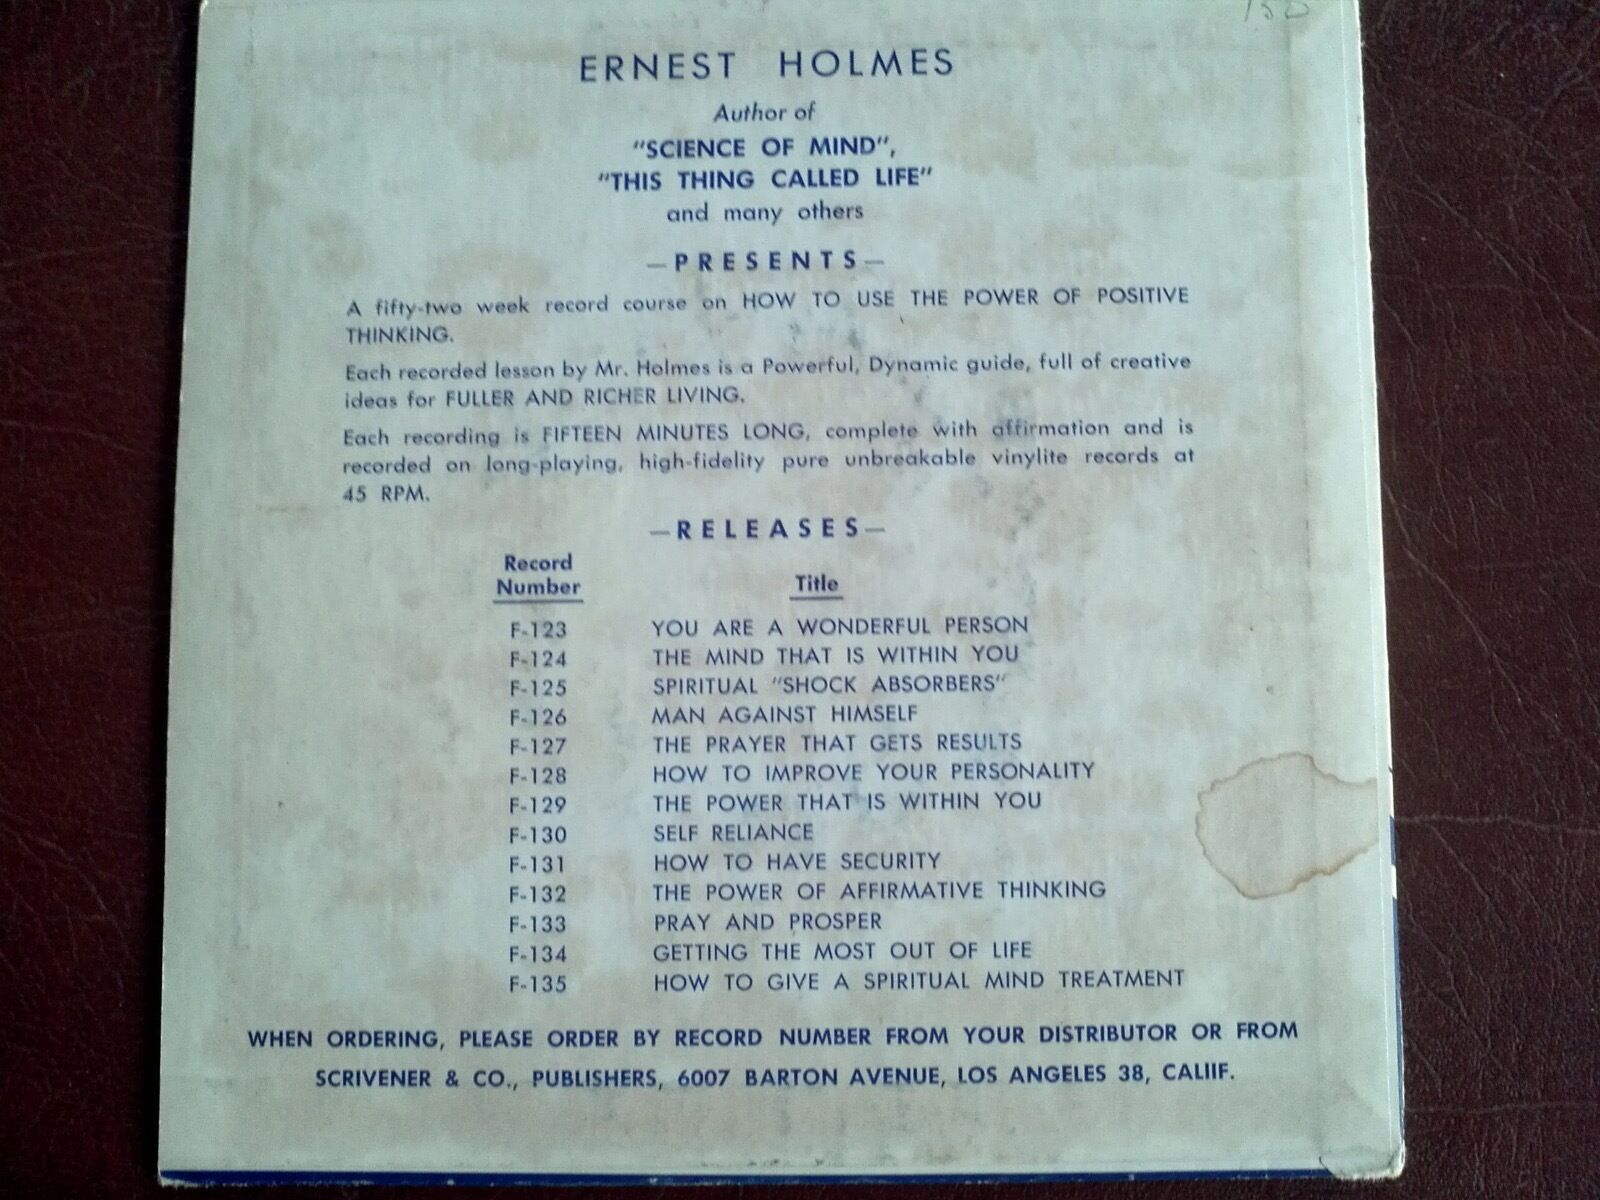 150
ERNEST HOLMES
Author of
"SCIENCE OF MIND",
"THIS THING CALLED LIFE"
and many others
—PRESENTS—
A fifty-two week record course on HOW TO USE THE POWER OF POSITIVE
THINKING.
Each recorded lesson by Mr. Holmes is a Powerful, Dynamic guide, full of creative
ideas for FULLER AND RICHER LIVING.
Each recording is FIFTEEN MINUTES LONG, complete with affirmation and is
recorded on long-playing, high-fidelity pure unbreakable vinylite records at
45 RPM.
—RELEASES—
Record
Number Title
F-123 YOU ARE A WONDERFUL PERSON
F-124 THE MIND THAT IS WITHIN YOU
F-125 SPIRITUAL "SHOCK ABSORBERS"
F-126 MAN AGAINST HIMSELF
F-127 THE PRAYER THAT GETS RESULTS
F-128 HOW TO IMPROVE YOUR PERSONALITY
F-129 THE POWER THAT IS WITHIN YOU
F-130 SELF RELIANCE
F-131 HOW TO HAVE SECURITY
F-132 THE POWER OF AFFIRMATIVE THINKING
F-133 PRAY AND PROSPER
F-134 GETTING THE MOST OUT OF LIFE
F-135 HOW TO GIVE A SPIRITUAL MIND TREATMENT
WHEN ORDERING, PLEASE ORDER BY RECORD NUMBER FROM YOUR DISTRIBUTOR OR FROM
SCRIVENER & CO., PUBLISHERS, 6007 BARTON AVENUE, LOS ANGELES 38, CALIIF.